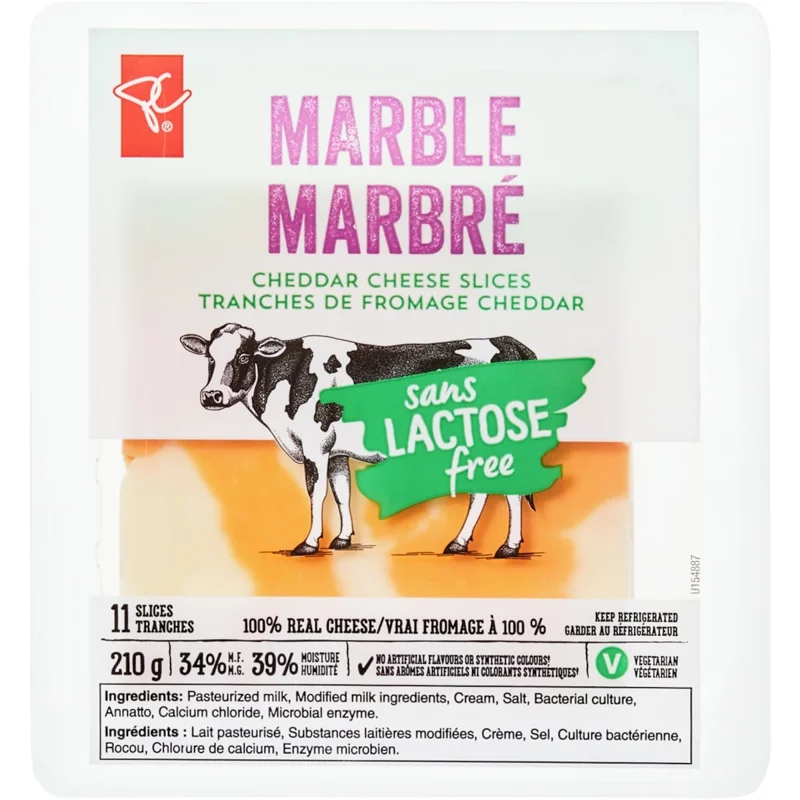 PC®
MARBLE
MARBRÉ
CHEDDAR CHEESE SLICES
TRANCHES DE FROMAGE CHEDDAR
sans
LACTOSE
free
U154887
11 SLICES
TRANCHES
100% REAL CHEESE/VRAI FROMAGE À 100 %
KEEP REFRIGERATED
GARDER AU RÉFRIGÉRATEUR
210 g
34% M.F.
M.G.
39% MOISTURE
HUMIDITÉ
✓NO ARTIFICIAL FLAVOURS OR SYNTHETIC COLOURS†
SANS ARÔMES ARTIFICIELS NI COLORANTS SYNTHÉTIQUES†
V VEGETARIAN
VÉGÉTARIEN
Ingredients: Pasteurized milk, Modified milk ingredients, Cream, Salt, Bacterial culture,
Annatto, Calcium chloride, Microbial enzyme.
Ingrédients : Lait pasteurisé, Substances laitières modifiées, Crème, Sel, Culture bactérienne,
Rocou, Chlorure de calcium, Enzyme microbien.